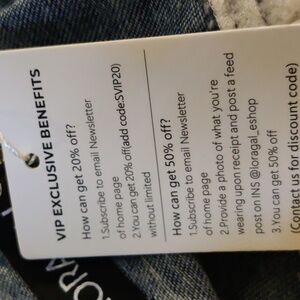 VIP EXCLUSIVE BENEFITS
How can get 20% off?
1.Subscribe to email Newsletter
of home page
2.You can get 20% off(add code:SVIP20)
without limited
How can get 50% off?
1.Subscribe to email Newsletter
of home page
2.Provide a photo of what you're
wearing upon receipt and post a feed
post on INS @loregal_eshop
3.You can get 50% off
(Contact us for discount code)